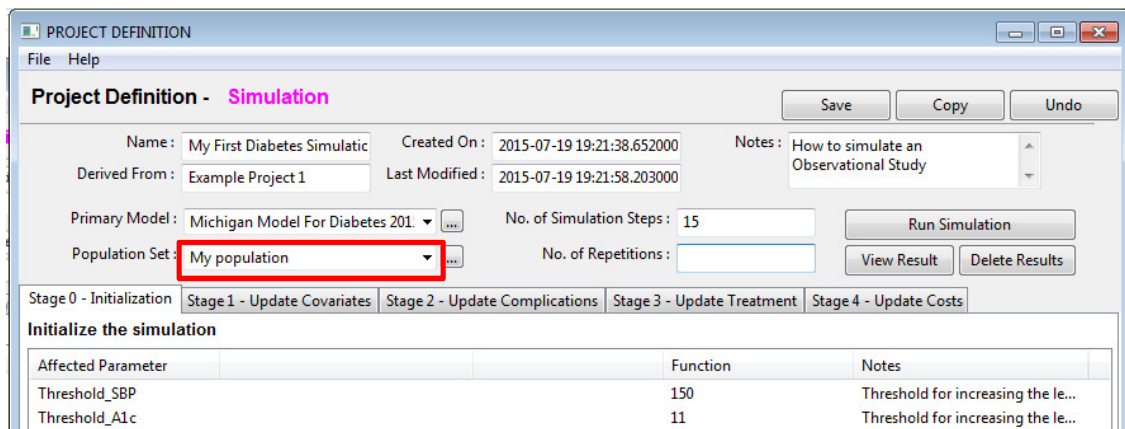 PROJECT DEFINITION
File Help
Project Definition - Simulation
Save Copy Undo
Name : My First Diabetes Simulatic Created On : 2015-07-19 19:21:38.652000 Notes : How to simulate an
Observational Study
Derived From : Example Project 1 Last Modified : 2015-07-19 19:21:58.203000
Primary Model : Michigan Model For Diabetes 201. ... No. of Simulation Steps : 15 Run Simulation
Population Set : My population ... No. of Repetitions : View Result Delete Results
Stage 0 - Initialization Stage 1 - Update Covariates Stage 2 - Update Complications Stage 3 - Update Treatment Stage 4 - Update Costs
Initialize the simulation
Affected Parameter Function Notes
Threshold_SBP 150 Threshold for increasing the le...
Threshold_A1c 11 Threshold for increasing the le...